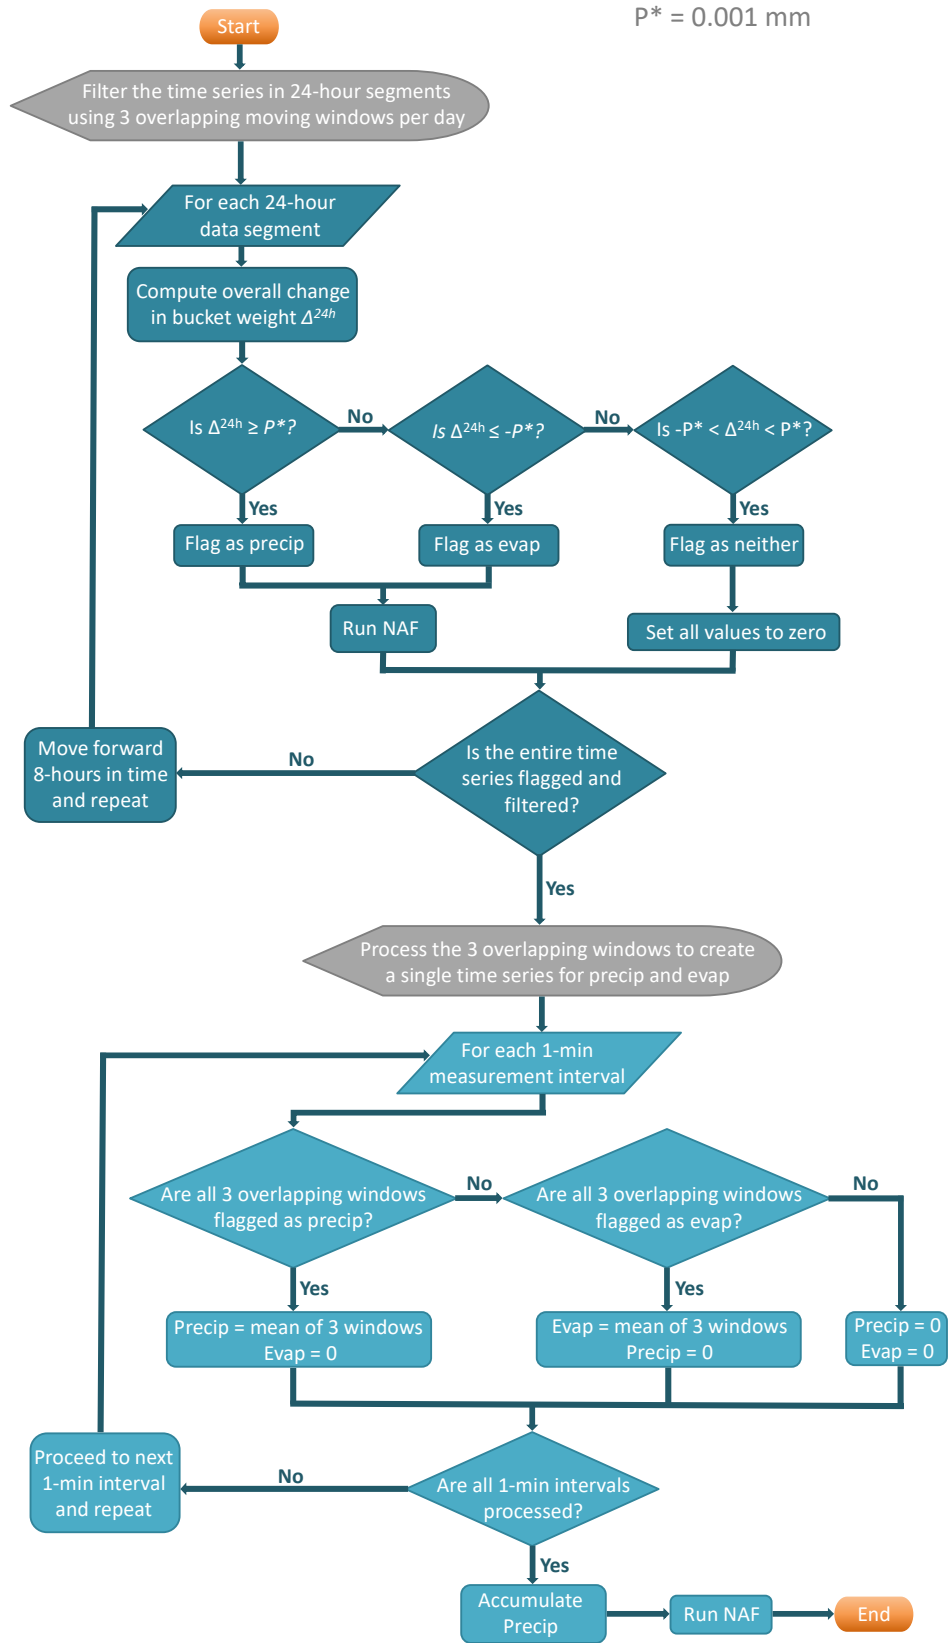 P* = 0.001 mm
Start
Filter the time series in 24-hour segments
using 3 overlapping moving windows per day
For each 24-hour
data segment
Compute overall change
in bucket weight Δ^24h
Is Δ^24h ≥ P*?
No
Is Δ^24h ≤ -P*?
No
Is -P* < Δ^24h < P*?
Yes
Yes
Yes
Flag as precip
Flag as evap
Flag as neither
Run NAF
Set all values to zero
Is the entire time
series flagged and
filtered?
No
Move forward
8-hours in time
and repeat
Yes
Process the 3 overlapping windows to create
a single time series for precip and evap
For each 1-min
measurement interval
Are all 3 overlapping windows
flagged as precip?
No
Are all 3 overlapping windows
flagged as evap?
No
Yes
Yes
Precip = mean of 3 windows
Evap = 0
Evap = mean of 3 windows
Precip = 0
Precip = 0
Evap = 0
Are all 1-min intervals
processed?
No
Proceed to next
1-min interval
and repeat
Yes
Accumulate
Precip
Run NAF
End